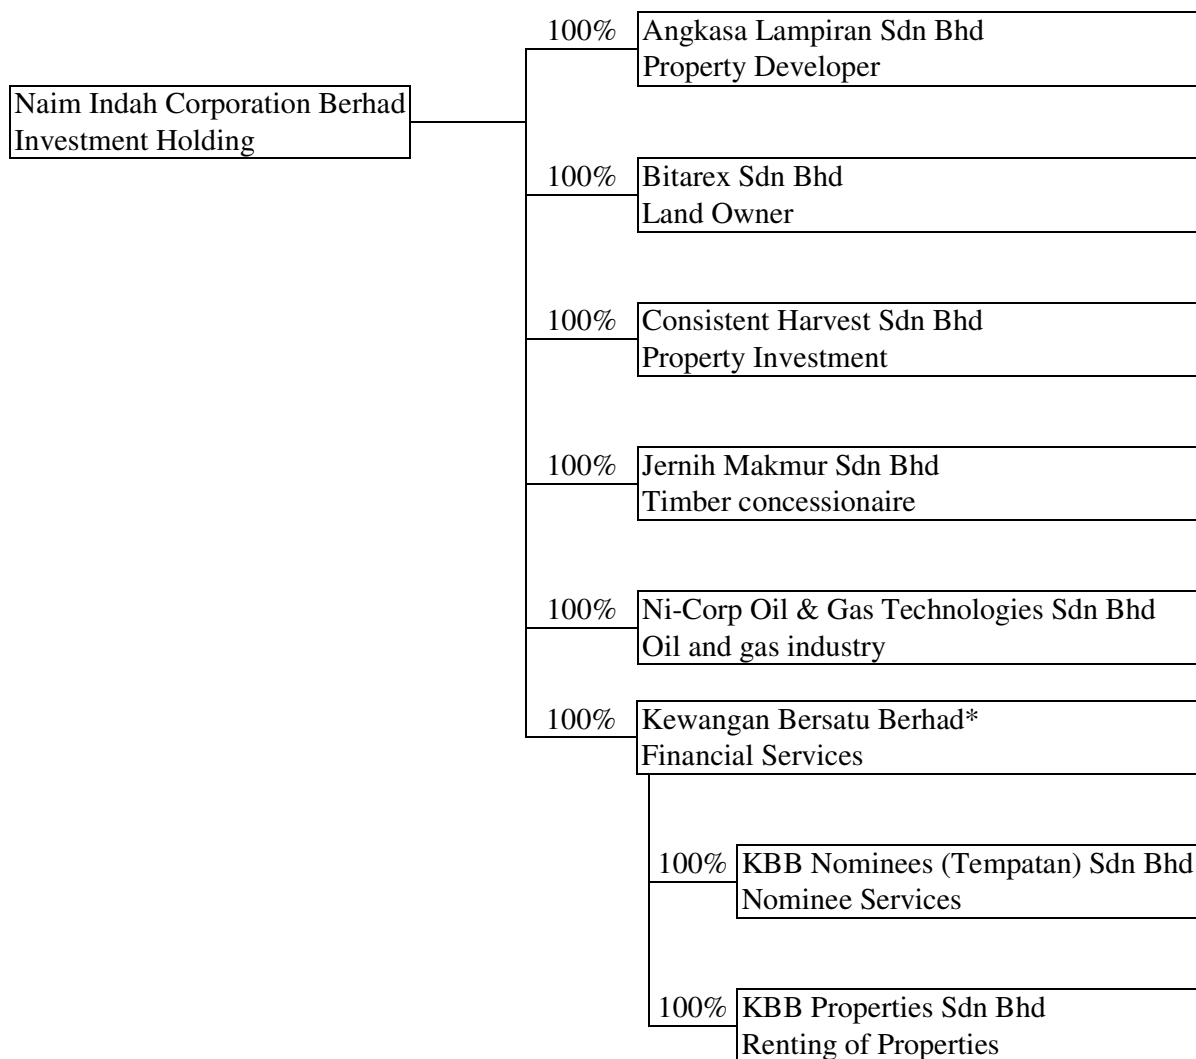 100%
Angkasa Lampiran Sdn Bhd
Property Developer
Naim Indah Corporation Berhad
Investment Holding
100%
Bitarex Sdn Bhd
Land Owner
100%
Consistent Harvest Sdn Bhd
Property Investment
100%
Jernih Makmur Sdn Bhd
Timber concessionaire
100%
Ni-Corp Oil & Gas Technologies Sdn Bhd
Oil and gas industry
100%
Kewangan Bersatu Berhad*
Financial Services
100%
KBB Nominees (Tempatan) Sdn Bhd
Nominee Services
100%
KBB Properties Sdn Bhd
Renting of Properties